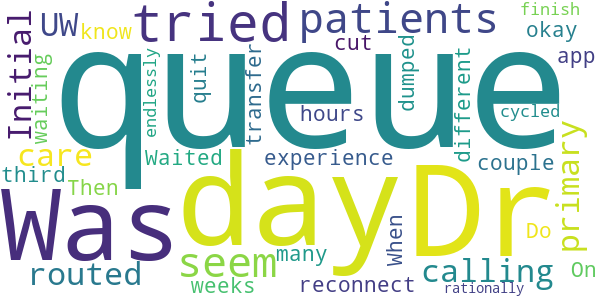 finish
UW
know
tried
patients
okay
Initial
cut
app
waiting
endlessly
quit
transfer
queue
dumped
different
hours
cycled
care
Waited
experience
couple
primary
third
Then
Was
day
Dr
many
When
Do
seem
calling
On
routed
weeks
reconnect
rationally